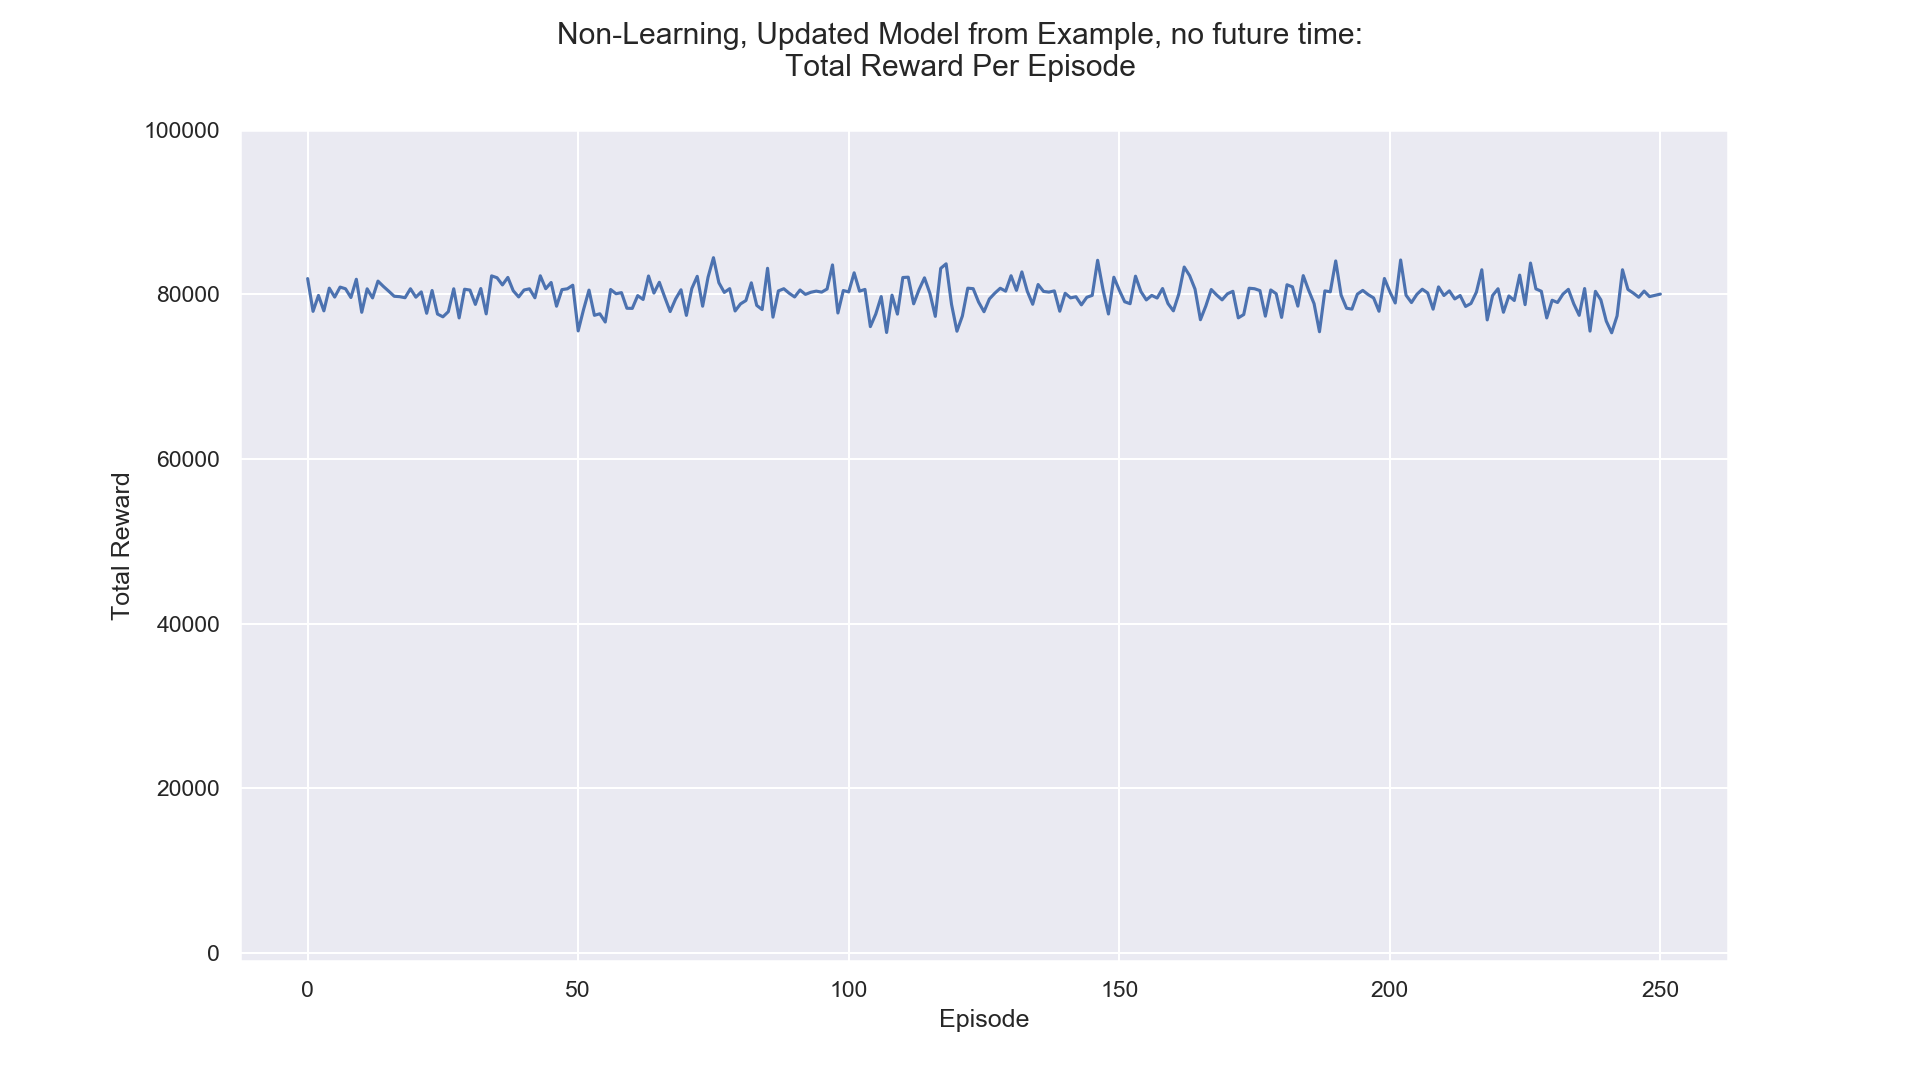 Non-Learning, Updated Model from Example, no future time:
Total Reward Per Episode
100000
80000
60000
40000
20000
0
Total Reward
0 50 100 150 200 250
Episode